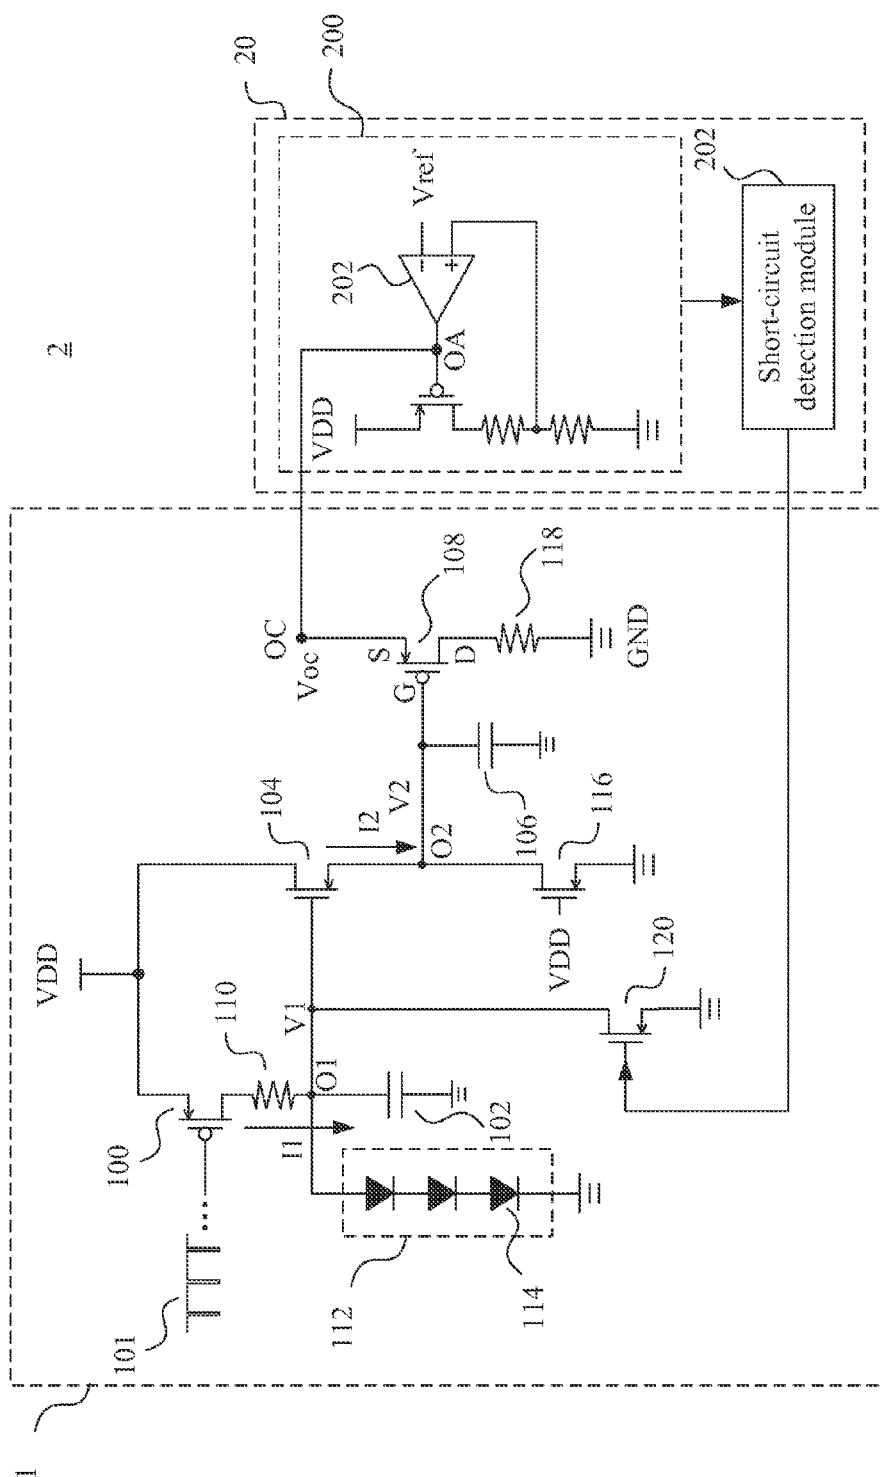 1
2
20
200
VDD
101
100
110
I1
O1
V1
102
112
114
104
I2
V2
O2
106
VDD
116
120
OC
Voc
S
G
D
108
118
GND
VDD
OA
202
Vref
−
+
Short-circuit
detection module
202